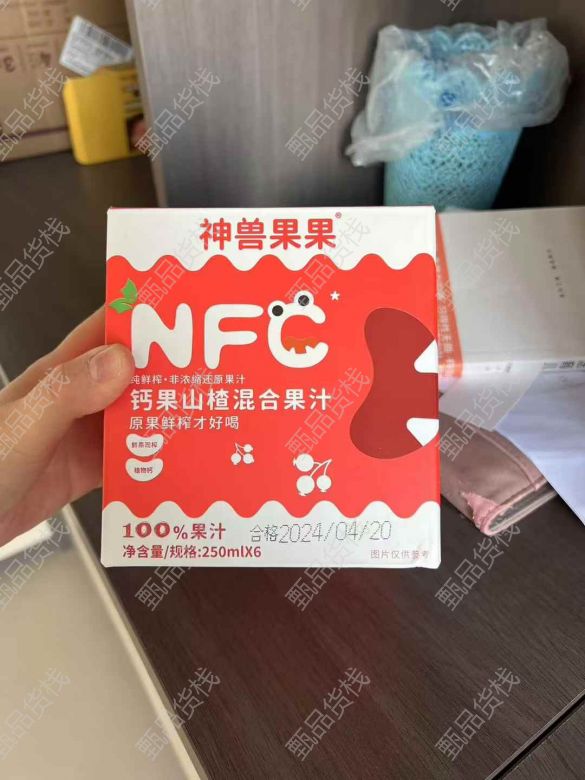 神兽果果®
NFC
纯鲜榨·非浓缩还原果汁
钙果山楂混合果汁
原果鲜榨才好喝
鲜果现榨
植物钙
100%果汁
合格2024/04/20
净含量/规格:250mlX6
图片仅供参考
甄品货栈